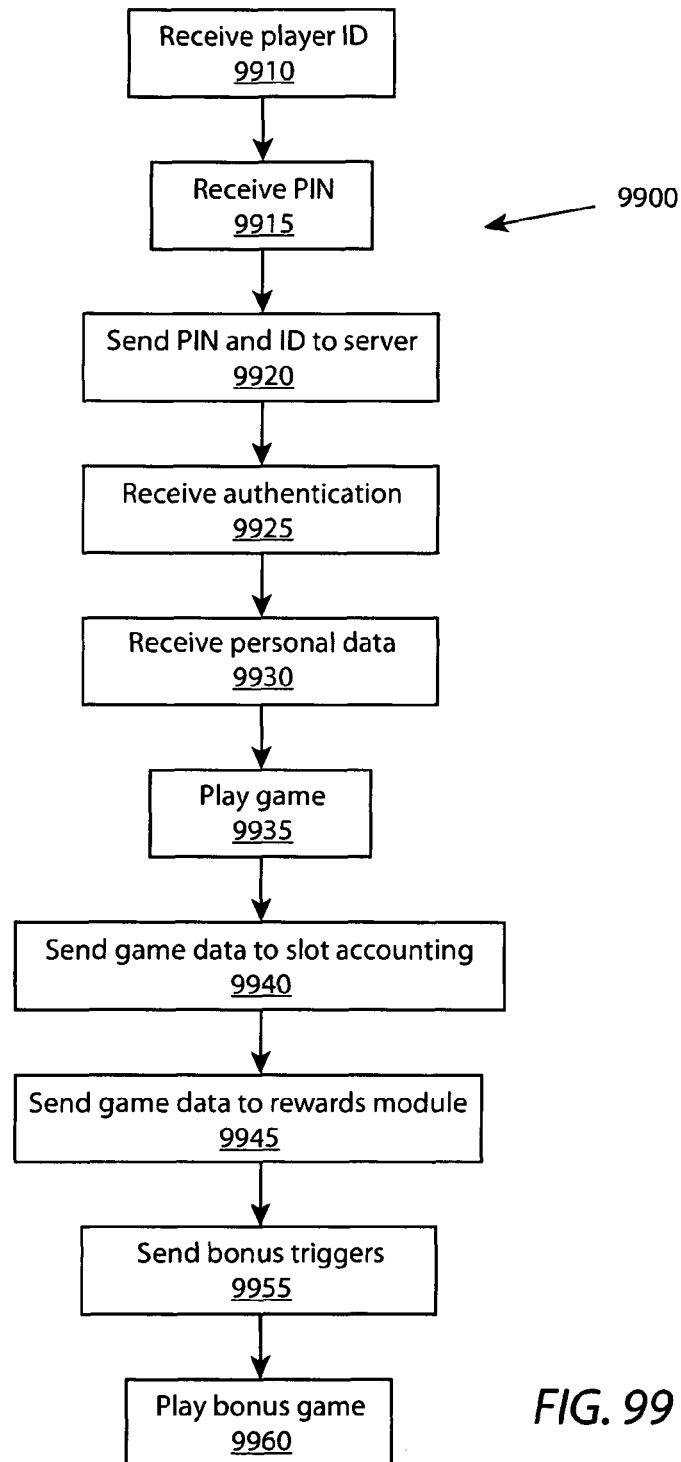 Receive player ID
9910
Receive PIN
9915
9900
Send PIN and ID to server
9920
Receive authentication
9925
Receive personal data
9930
Play game
9935
Send game data to slot accounting
9940
Send game data to rewards module
9945
Send bonus triggers
9955
Play bonus game
9960
FIG. 99